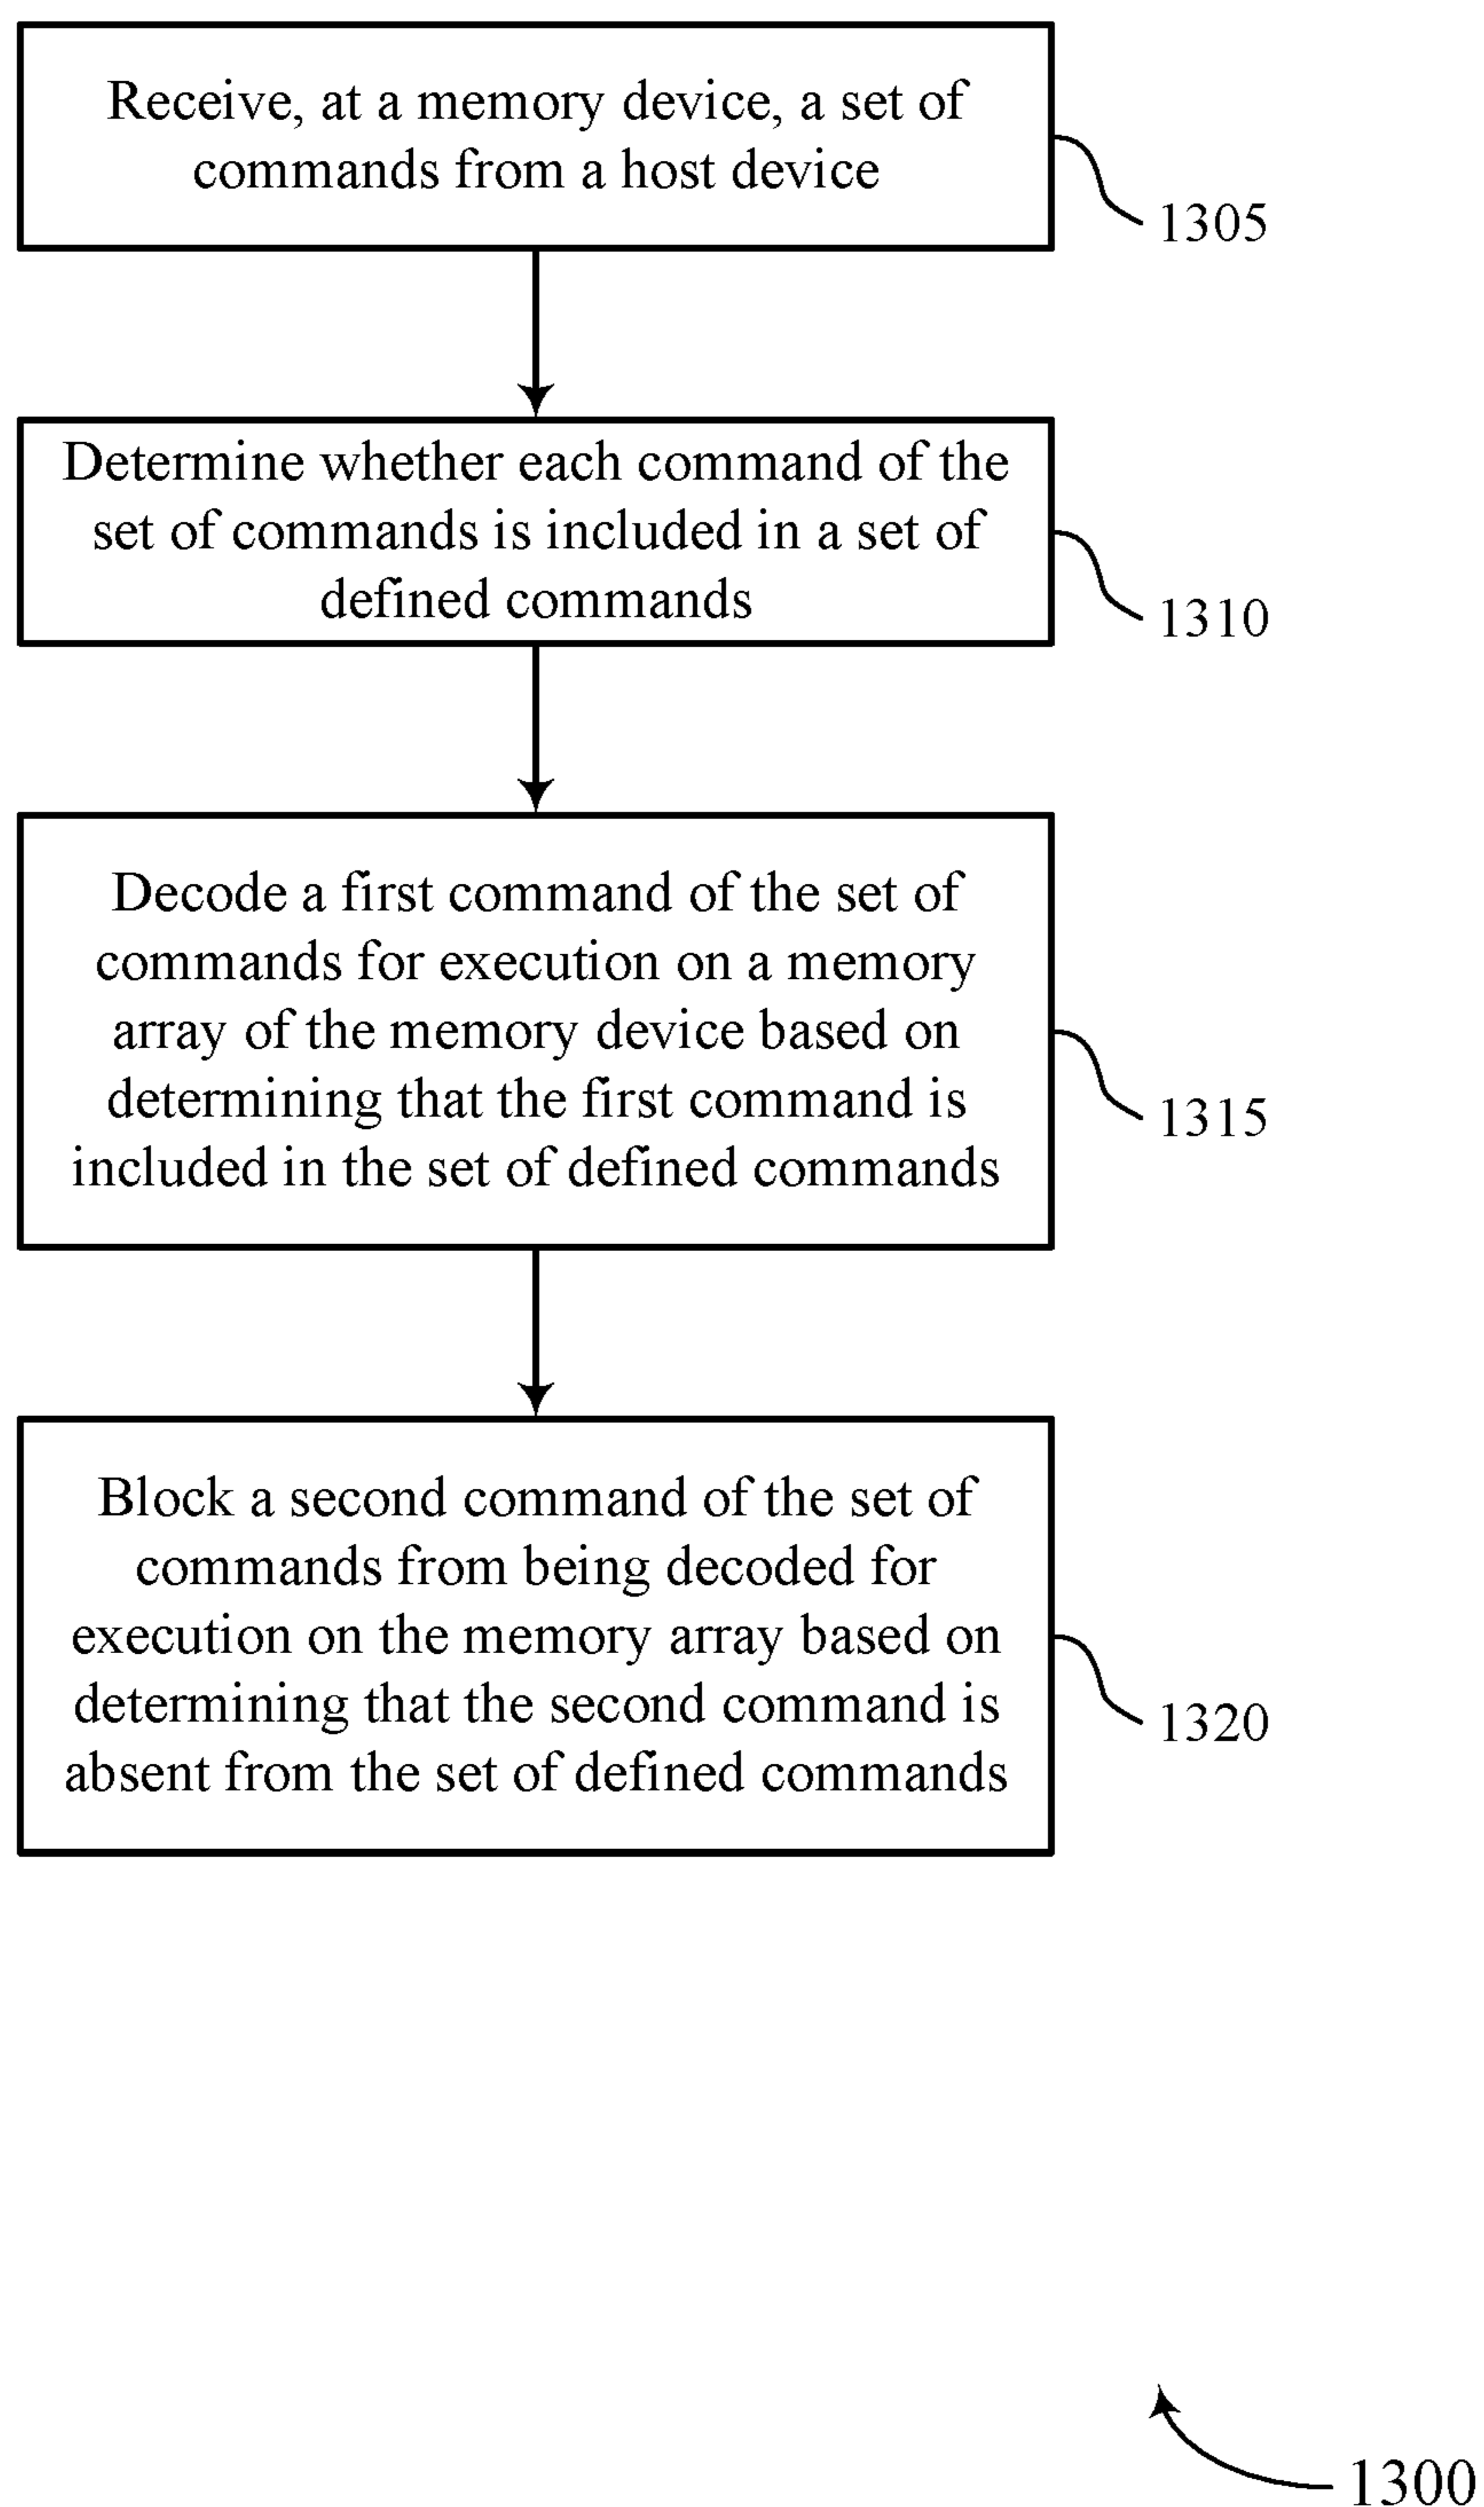 Receive, at a memory device, a set of
commands from a host device
1305
Determine whether each command of the
set of commands is included in a set of
defined commands
1310
Decode a first command of the set of
commands for execution on a memory
array of the memory device based on
determining that the first command is
included in the set of defined commands
1315
Block a second command of the set of
commands from being decoded for
execution on the memory array based on
determining that the second command is
absent from the set of defined commands
1320
1300